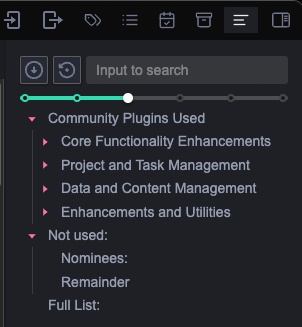 Input to search
Community Plugins Used
Core Functionality Enhancements
Project and Task Management
Data and Content Management
Enhancements and Utilities
Not used:
Nominees:
Remainder
Full List: